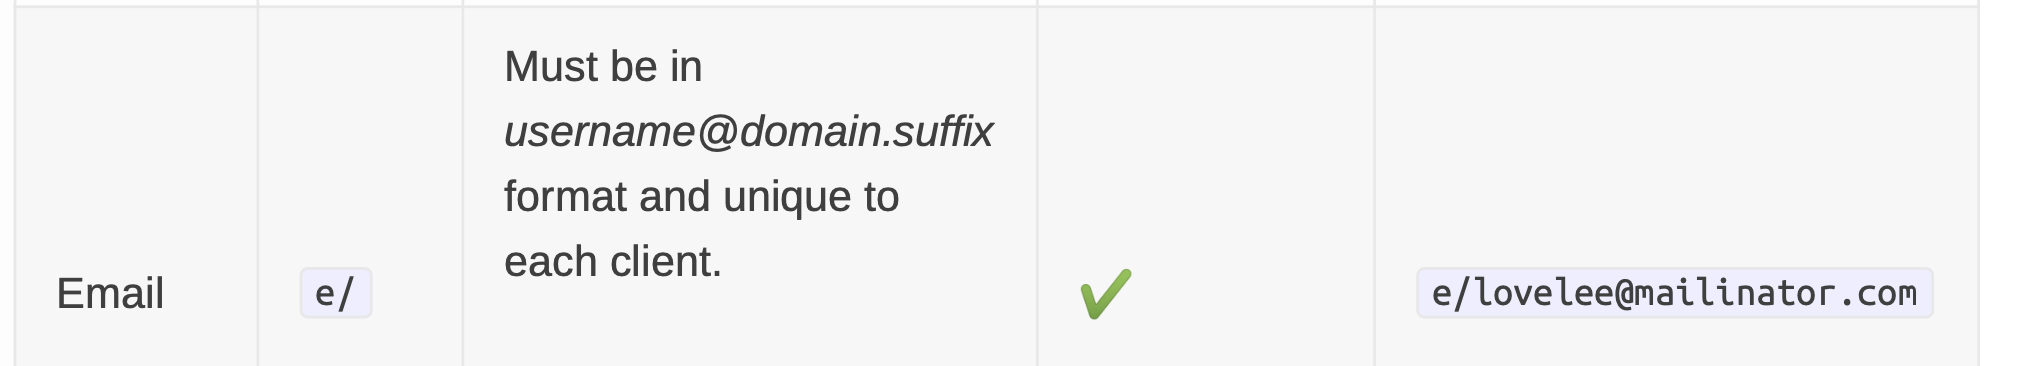 Must be in
username@domain.suffix
format and unique to
each client.
Email
e/
✔
e/lovelee@mailinator.com